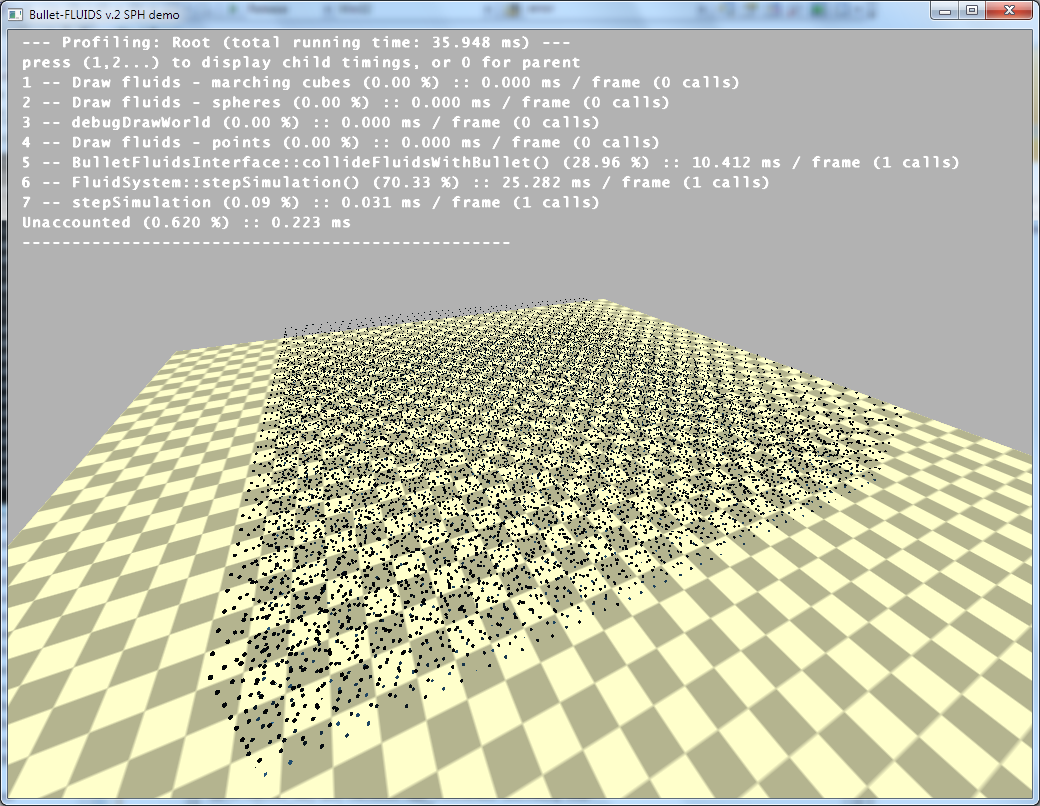 Bullet-FLUIDS v.2 SPH demo
--- Profiling: Root (total running time: 35.948 ms) ---
press (1,2...) to display child timings, or 0 for parent
1 -- Draw fluids - marching cubes (0.00 %) :: 0.000 ms / frame (0 calls)
2 -- Draw fluids - spheres (0.00 %) :: 0.000 ms / frame (0 calls)
3 -- debugDrawWorld (0.00 %) :: 0.000 ms / frame (0 calls)
4 -- Draw fluids - points (0.00 %) :: 0.000 ms / frame (0 calls)
5 -- BulletFluidsInterface::collideFluidsWithBullet() (28.96 %) :: 10.412 ms / frame (1 calls)
6 -- FluidSystem::stepSimulation() (70.33 %) :: 25.282 ms / frame (1 calls)
7 -- stepSimulation (0.09 %) :: 0.031 ms / frame (1 calls)
Unaccounted (0.620 %) :: 0.223 ms
-------------------------------------------------